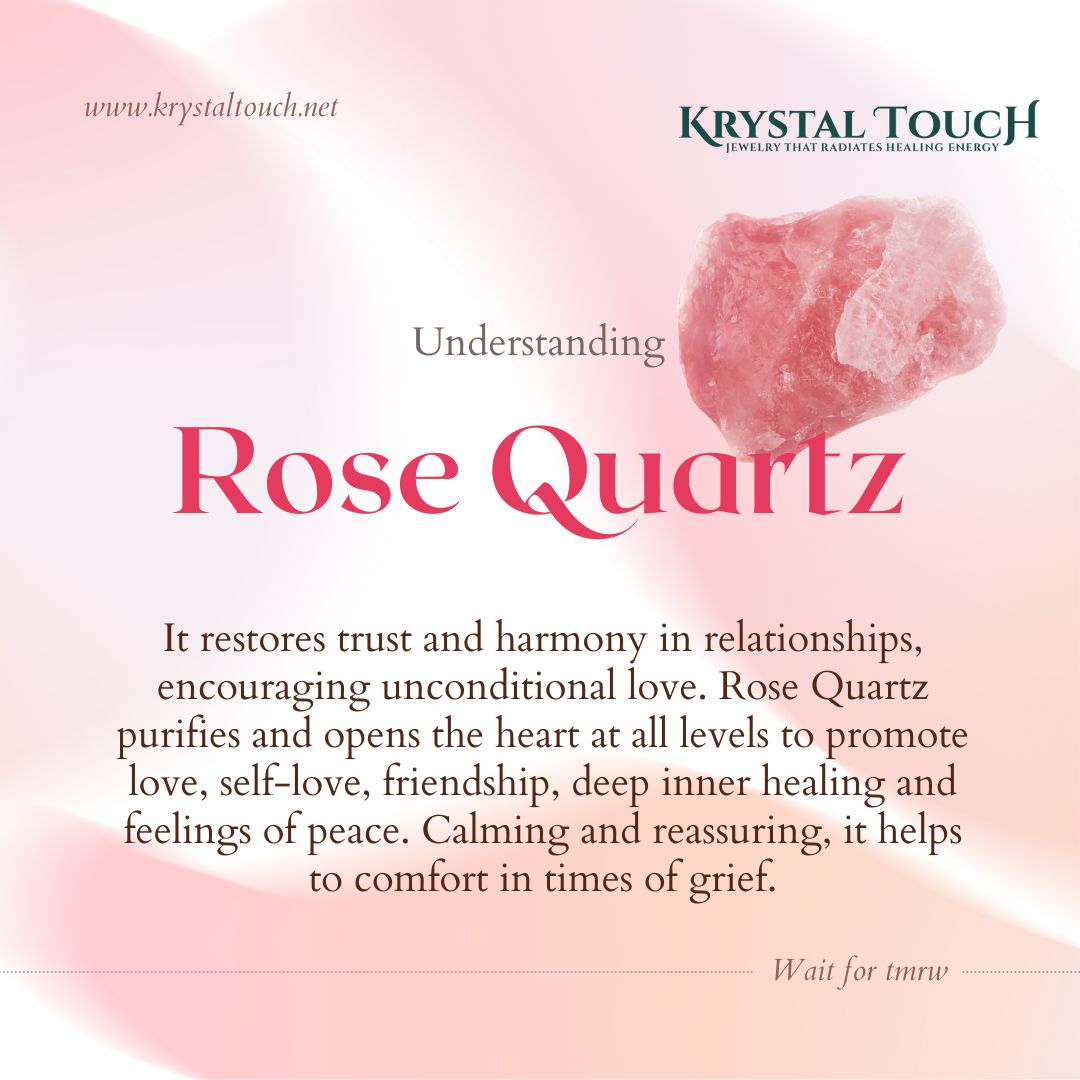 www.krystaltouch.net
KRYSTAL TOUCH
JEWELRY THAT RADIATES HEALING ENERGY
Understanding
Rose Quartz
It restores trust and harmony in relationships,
encouraging unconditional love. Rose Quartz
purifies and opens the heart at all levels to promote
love, self-love, friendship, deep inner healing and
feelings of peace. Calming and reassuring, it helps
to comfort in times of grief.
Wait for tmrw